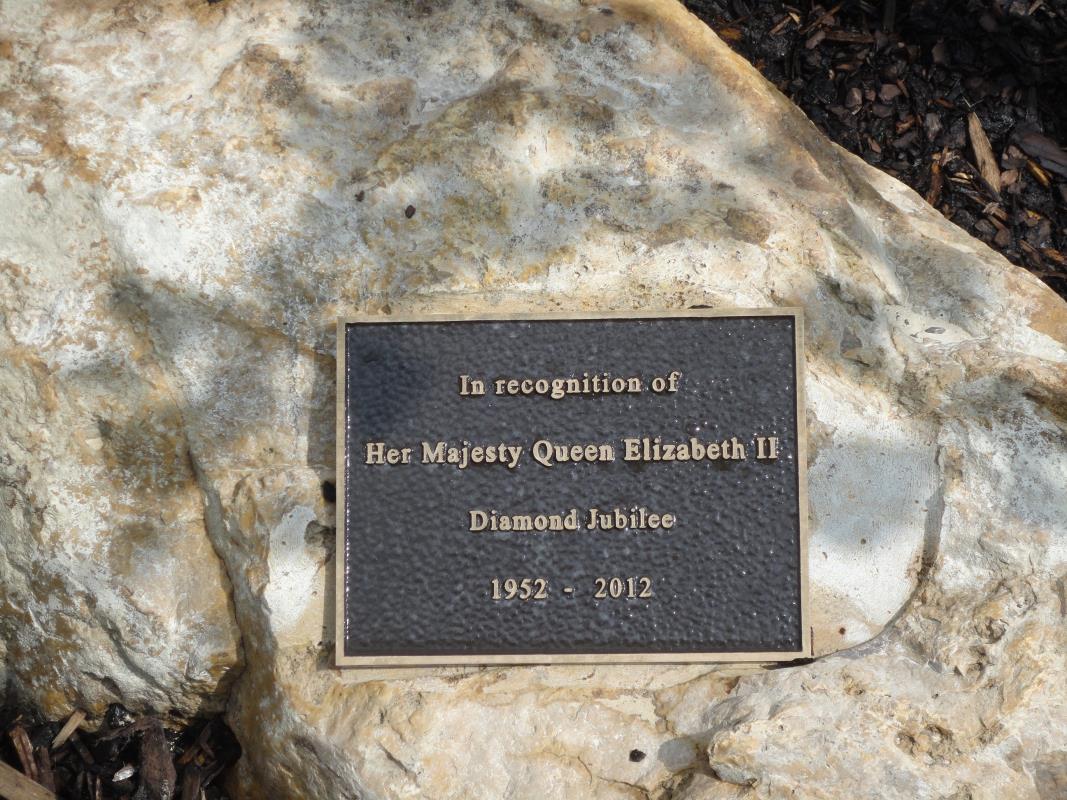 In recognition of
Her Majesty Queen Elizabeth II
Diamond Jubilee
1952 - 2012